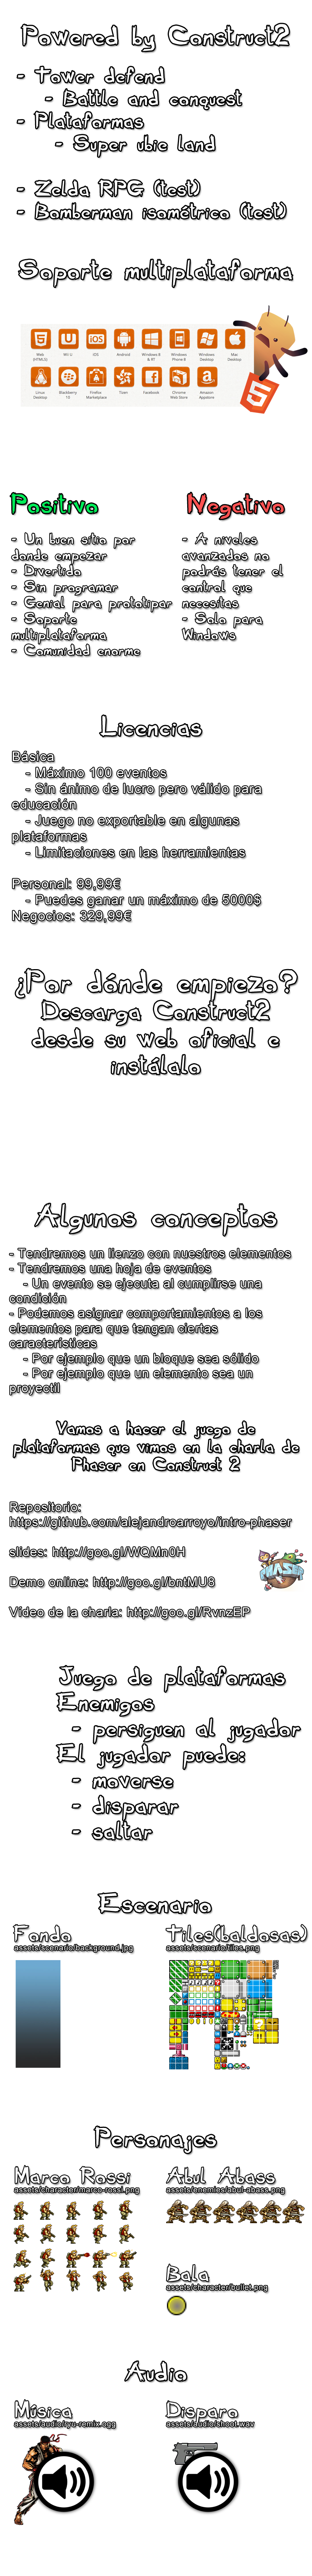 Powered by Construct2
- Tower defend
- Battle and conquest
- Plataformas
- Super ubie land
- Zelda RPG (test)
- Bomberman isométrico (test)
Soporte multiplataforma
Web (HTML5)
Wii U
iOS
Android
Windows 8 & RT
Windows Phone 8
Windows Desktop
Mac Desktop
Linux Desktop
BlackBerry 10
Firefox Marketplace
Tizen
Facebook
Chrome Web Store
Amazon Appstore
Positivo
- Un buen sitio por
donde empezar
- Divertido
- Sin programar
- Genial para prototipar
- Soporte
multiplataforma
- Comunidad enorme
Negativo
- A niveles
avanzados no
podrás tener el
control que
necesitas
- Solo para
Windows
Licencias
Básica
- Máximo 100 eventos
- Sin ánimo de lucro pero válido para
educación
- Juego no exportable en algunas
plataformas
- Limitaciones en las herramientas
Personal: 99,99€
- Puedes ganar un máximo de 5000$
Negocios: 329,99€
¿Por dónde empiezo?
Descarga Construct2
desde su web oficial e
instálalo
Algunos conceptos
- Tendremos un lienzo con nuestros elementos
- Tendremos una hoja de eventos
- Un evento se ejecuta al cumplirse una
condición
- Podemos asignar comportamientos a los
elementos para que tengan ciertas
características
- Por ejemplo que un bloque sea sólido
- Por ejemplo que un elemento sea un
proyectil
Vamos a hacer el juego de
plataformas que vimos en la charla de
Phaser en Construct 2
Repositorio:
https://github.com/alejandroarroyo/intro-phaser
slides: http://goo.gl/WQMn0H
Demo online: http://goo.gl/bntMU8
Vídeo de la charla: http://goo.gl/RvnzEP
PHASER
Juego de plataformas
Enemigos
- persiguen al jugador
El jugador puede:
- moverse
- disparar
- saltar
Escenario
Fondo
assets/scenario/background.jpg
Tiles(baldosas)
assets/scenario/tiles.png
Personajes
Marco Rossi
assets/character/marco-rossi.png
Abul Abass
assets/enemies/abul-abass.png
Bala
assets/character/bullet.png
Audio
Música
assets/audio/ryu-remix.ogg
Disparo
assets/audio/shoot.wav